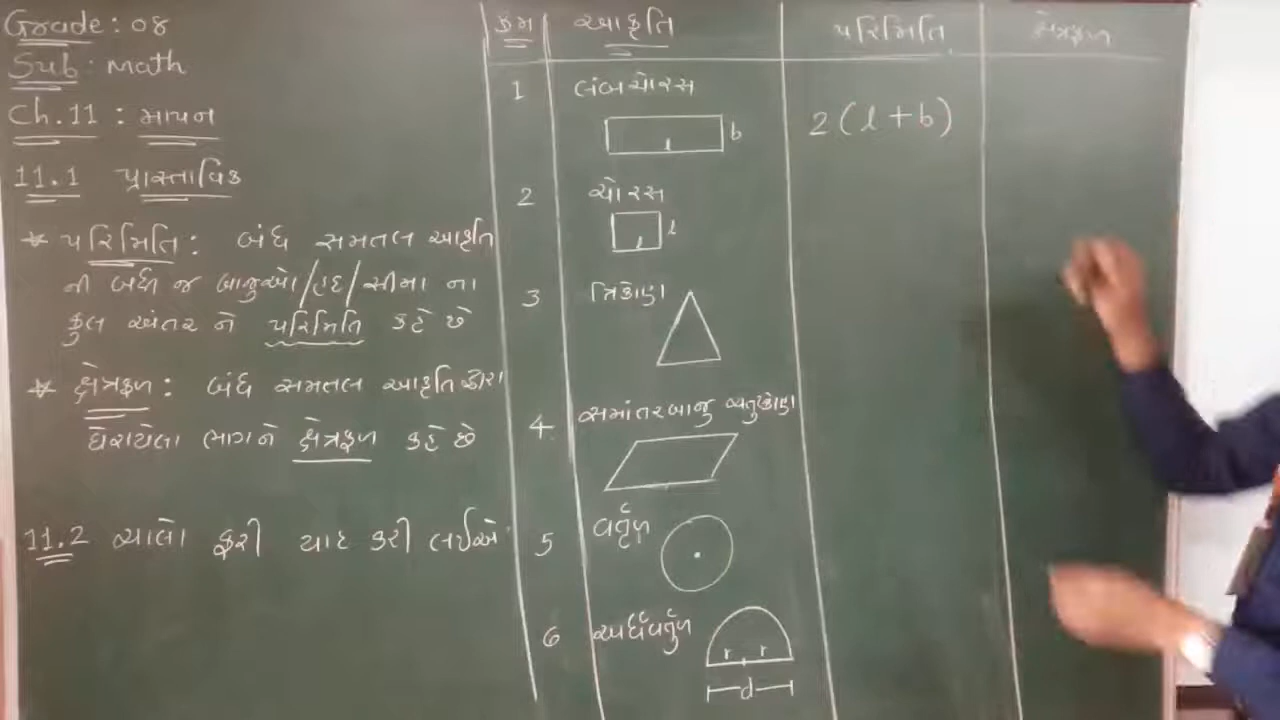 Grade : 08
Sub : math
Ch.11 : માપન
11.1 પ્રાસ્તાવિક
* પરિમિતિ : બંધ સમતલ આકૃતિ
ની બધી જ બાજુઓ/હદ/સીમા ના
કુલ અંતર ને પરિમિતિ કહે છે
* ક્ષેત્રફળ : બંધ સમતલ આકૃતિ દ્વારા
ઘેરાયેલા ભાગને ક્ષેત્રફળ કહે છે
11.2 ચાલો ફરી યાદ કરી લઈએ
ક્રમ આકૃતિ પરિમિતિ ક્ષેત્રફળ
1 લંબચોરસ
l b 2(l+b)
2 ચોરસ
l l
3 ત્રિકોણ
4 સમાંતરબાજુ ચતુષ્કોણ
5 વર્તુળ
6 અર્ધવર્તુળ
r r
d